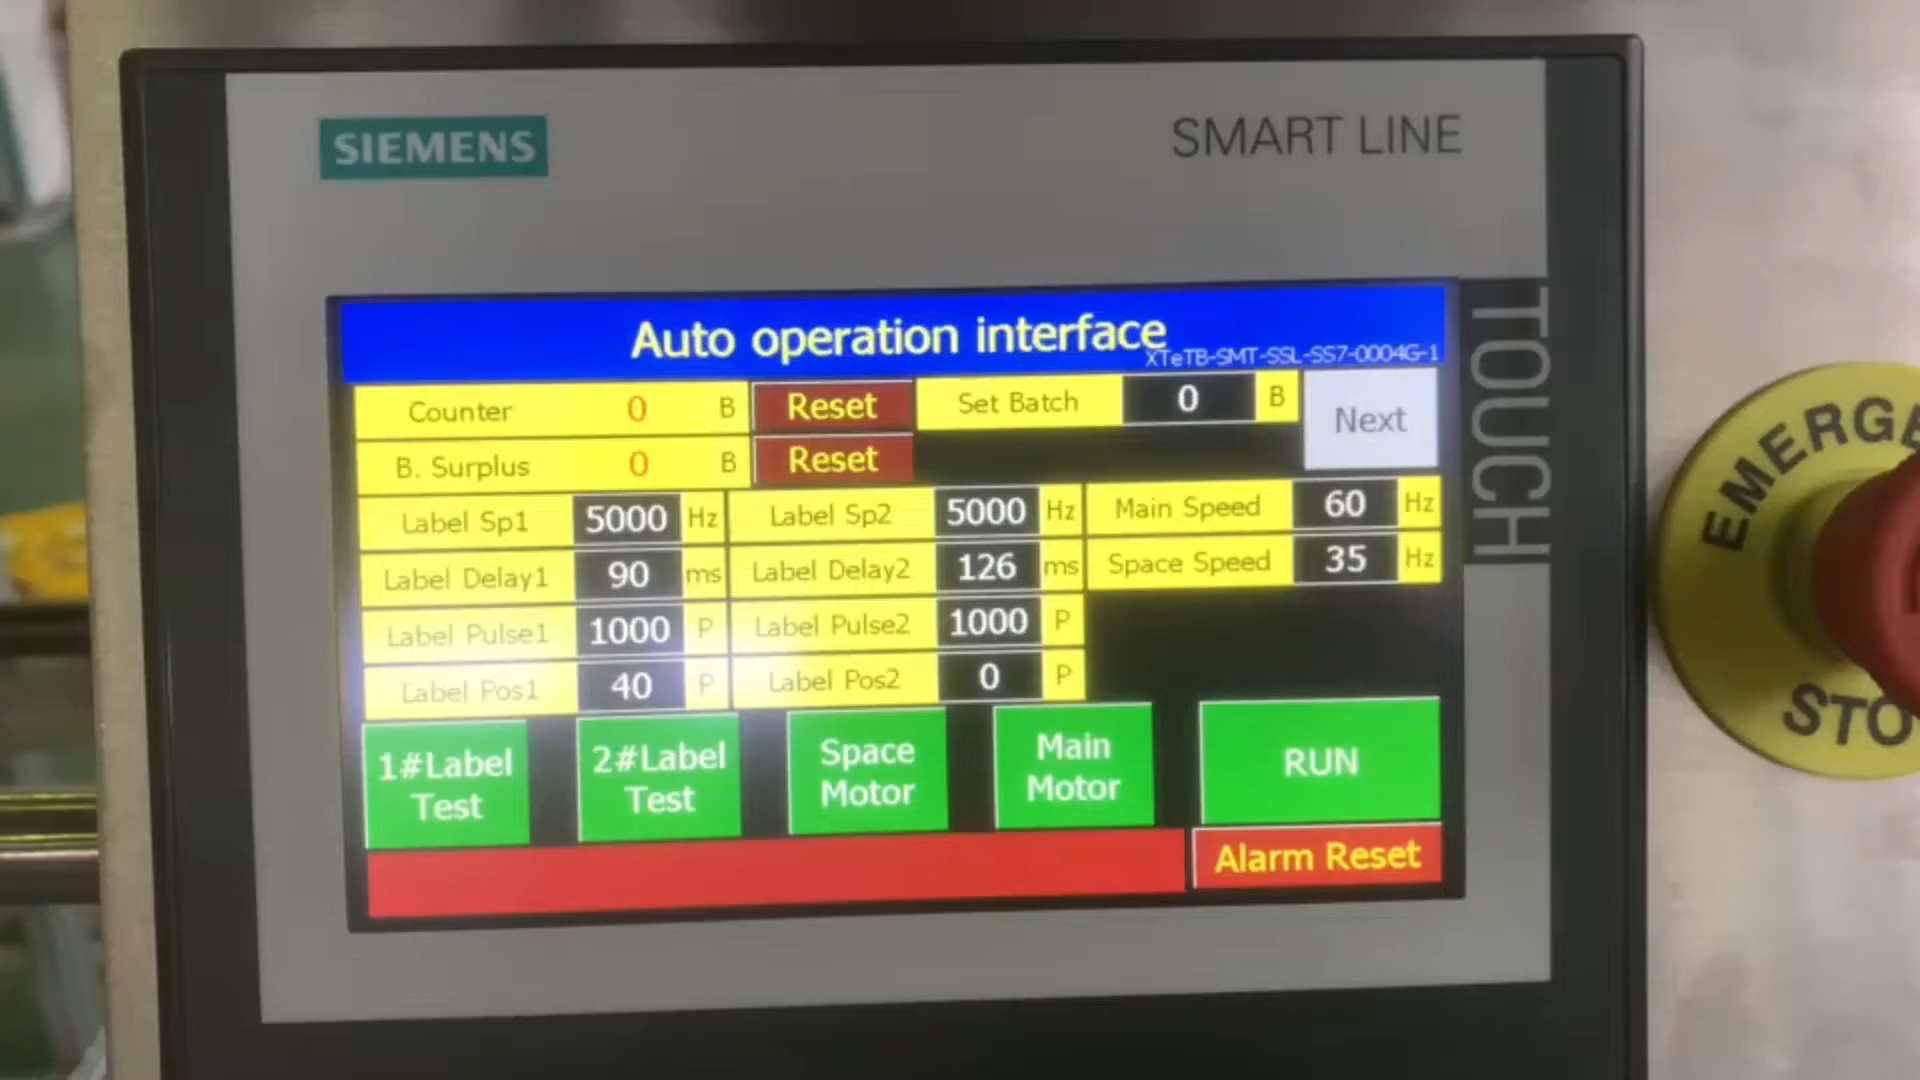 SIEMENS
SMART LINE
TOUCH
Auto operation interface
XTeTB-SMT-SSL-SS7-0004G-1
Counter 0 B Reset Set Batch 0 B Next
B. Surplus 0 B Reset
Label Sp1 5000 Hz Label Sp2 5000 Hz Main Speed 60 Hz
Label Delay1 90 ms Label Delay2 126 ms Space Speed 35 Hz
Label Pulse1 1000 P Label Pulse2 1000 P
Label Pos1 40 P Label Pos2 0 P
1#Label
Test
2#Label
Test
Space
Motor
Main
Motor
RUN
Alarm Reset
EMERGE
STO